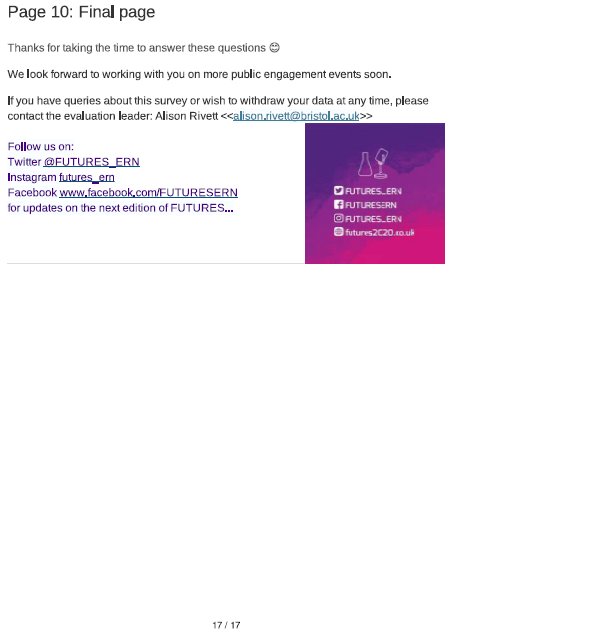 Page 10: Final page
Thanks for taking the time to answer these questions 😊
We look forward to working with you on more public engagement events soon.
If you have queries about this survey or wish to withdraw your data at any time, please
contact the evaluation leader: Alison Rivett <<alison.rivett@bristol.ac.uk>>
Follow us on:
Twitter @FUTURES_ERN
Instagram futures_ern
Facebook www.facebook.com/FUTURESERN
for updates on the next edition of FUTURES...
FUTURES_ERN
FUTURESERN
FUTURES_ERN
futures2020.co.uk
17 / 17